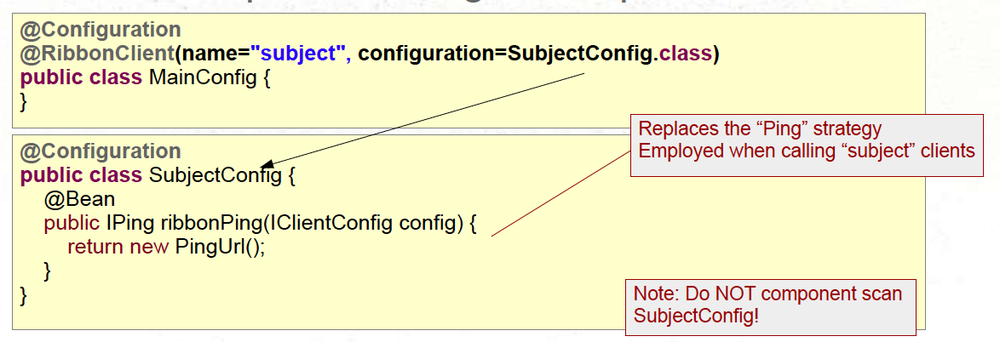 @Configuration
@RibbonClient(name="subject", configuration=SubjectConfig.class)
public class MainConfig {
}
@Configuration
public class SubjectConfig {
@Bean
public IPing ribbonPing(IClientConfig config) {
return new PingUrl();
}
}
Replaces the “Ping” strategy
Employed when calling “subject” clients
Note: Do NOT component scan
SubjectConfig!